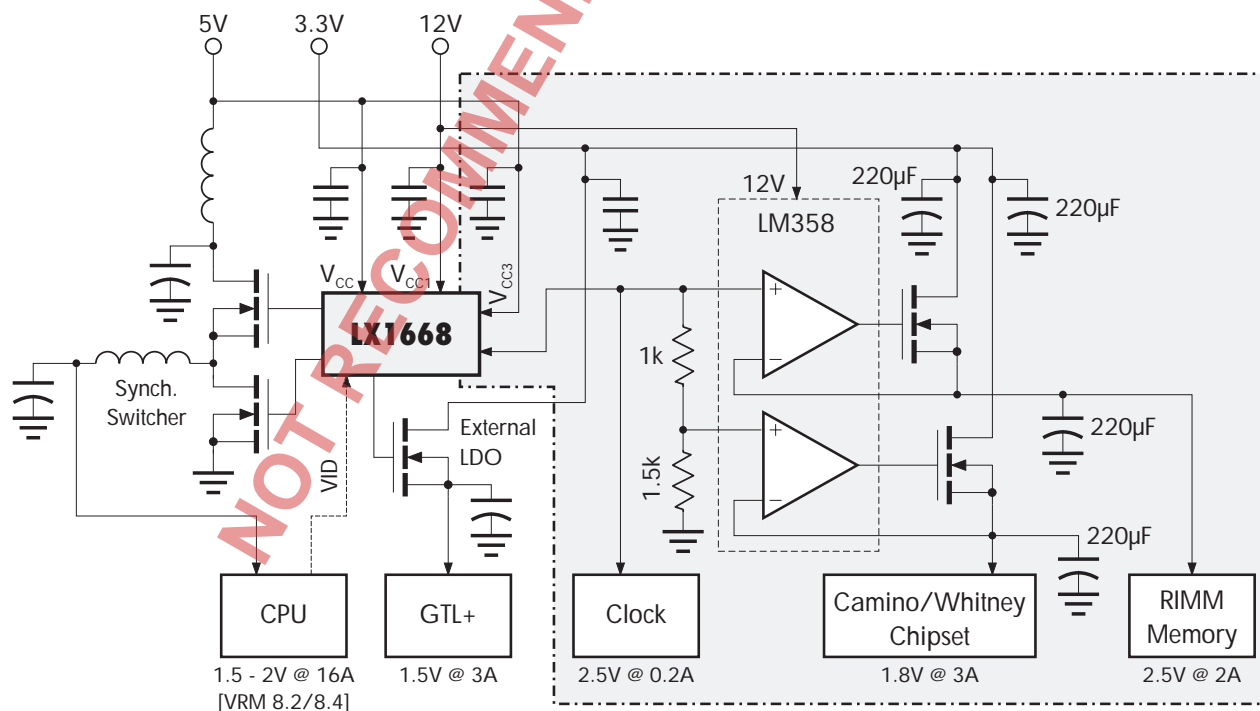 5V
3.3V
12V
NOT RECOMMEN
12V
220µF
220µF
LM358
VCC
VCC1
VCC3
LX1668
+
−
1k
Synch.
Switcher
External
LDO
VID
220µF
+
−
1.5k
220µF
CPU
GTL+
Clock
Camino/Whitney
Chipset
RIMM
Memory
1.5 - 2V @ 16A
[VRM 8.2/8.4]
1.5V @ 3A
2.5V @ 0.2A
1.8V @ 3A
2.5V @ 2A